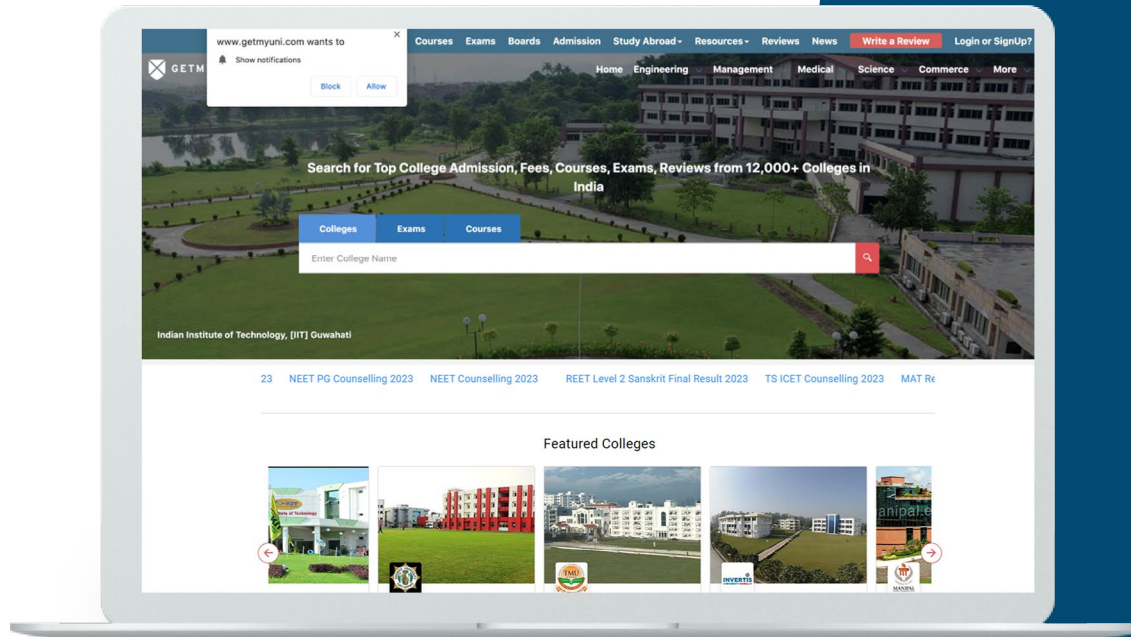 www.getmyuni.com wants to
Show notifications
Block Allow
Courses Exams Boards Admission Study Abroad Resources Reviews News Write a Review Login or SignUp?
GETM
Home Engineering Management Medical Science Commerce More
Search for Top College Admission, Fees, Courses, Exams, Reviews from 12,000+ Colleges in
India
Colleges Exams Courses
Enter College Name
Indian Institute of Technology, [IIT] Guwahati
23 NEET PG Counselling 2023 NEET Counselling 2023 REET Level 2 Sanskrit Final Result 2023 TS ICET Counselling 2023 MAT Re
Featured Colleges
KIT
anipal.e
TMU
INVERTIS
MANIPAL